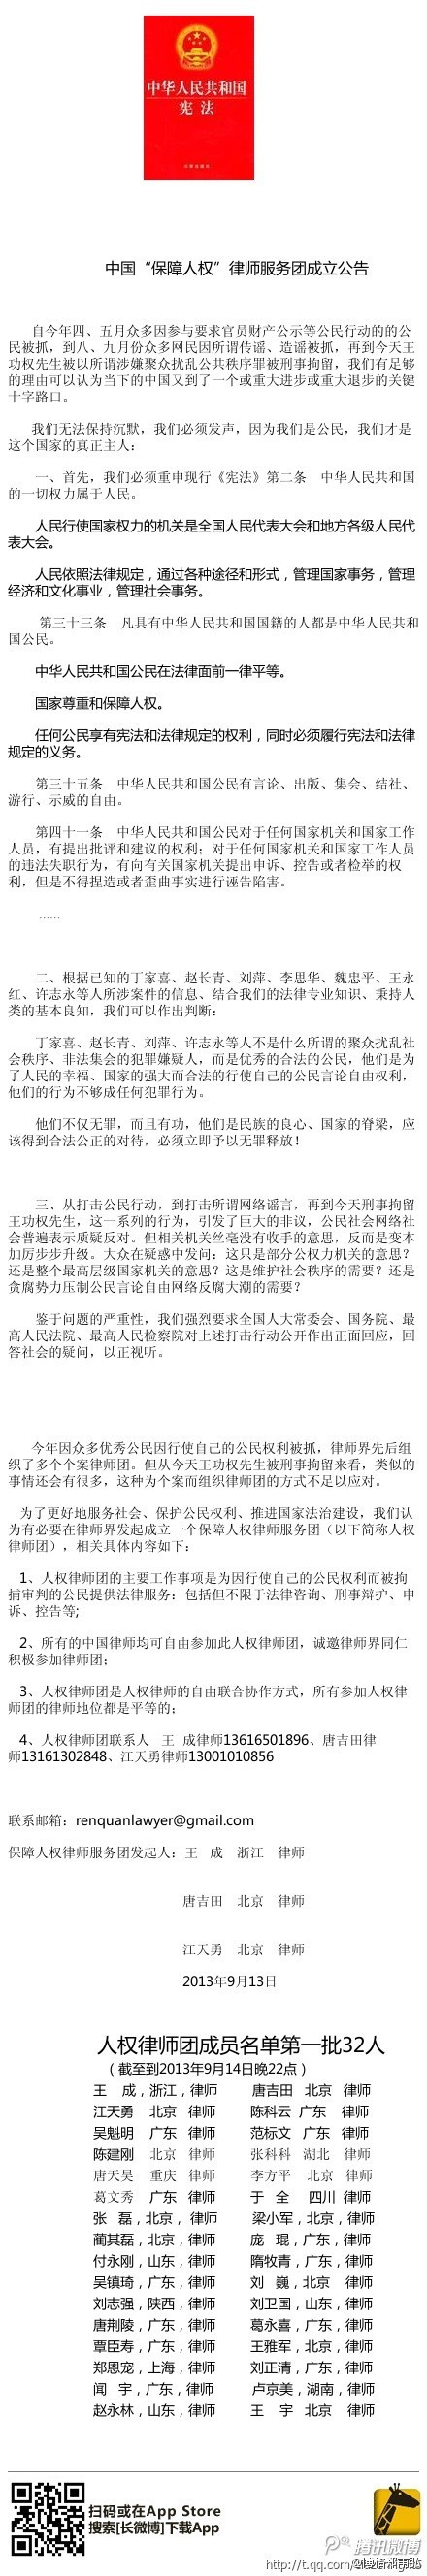 中华人民共和国
宪法
中国“保障人权”律师服务团成立公告
自今年四、五月众多因参与要求官员财产公示等公民行动的的公
民被抓，到八、九月份众多网民因所谓传谣、造谣被抓，再到今天王
功权先生被以所谓涉嫌聚众扰乱公共秩序罪被刑事拘留，我们有足够
的理由可以认为当下的中国又到了一个或重大进步或重大退步的关键
十字路口。
我们无法保持沉默，我们必须发声，因为我们是公民，我们才是
这个国家的真正主人：
一、首先，我们必须重申现行《宪法》第二条 中华人民共和国
的一切权力属于人民。
人民行使国家权力的机关是全国人民代表大会和地方各级人民代
表大会。
人民依照法律规定，通过各种途径和形式，管理国家事务，管理
经济和文化事业，管理社会事务。
第三十三条 凡具有中华人民共和国国籍的人都是中华人民共和
国公民。
中华人民共和国公民在法律面前一律平等。
国家尊重和保障人权。
任何公民享有宪法和法律规定的权利，同时必须履行宪法和法律
规定的义务。
第三十五条 中华人民共和国公民有言论、出版、集会、结社、
游行、示威的自由。
第四十一条 中华人民共和国公民对于任何国家机关和国家工作
人员，有提出批评和建议的权利；对于任何国家机关和国家工作人员
的违法失职行为，有向有关国家机关提出申诉、控告或者检举的权
利，但是不得捏造或者歪曲事实进行诬告陷害。
……
二、根据已知的丁家喜、赵长青、刘萍、李思华、魏忠平、王永
红、许志永等人所涉案件的信息、结合我们的法律专业知识、秉持人
类的基本良知，我们可以作出判断：
丁家喜、赵长青、刘萍、许志永等人不是什么所谓的聚众扰乱社
会秩序、非法集会的犯罪嫌疑人，而是优秀的合法的公民，他们是为
了人民的幸福、国家的强大而合法的行使自己的公民言论自由权利，
他们的行为不够成任何犯罪行为。
他们不仅无罪，而且有功，他们是民族的良心、国家的脊梁，应
该得到合法公正的对待，必须立即予以无罪释放！
三、从打击公民行动，到打击所谓网络谣言，再到今天刑事拘留
王功权先生，这一系列的行为，引发了巨大的非议，公民社会网络社
会普遍表示质疑反对。但相关机关丝毫没有收手的意思，反而是变本
加厉步步升级。大众在疑惑中发问：这只是部分公权力机关的意思？
还是整个最高层级国家机关的意思？这是维护社会秩序的需要？还是
贪腐势力压制公民言论自由网络反腐大潮的需要？
鉴于问题的严重性，我们强烈要求全国人大常委会、国务院、最
高人民法院、最高人民检察院对上述打击行动公开作出正面回应，回
答社会的疑问，以正视听。
今年因众多优秀公民因行使自己的公民权利被抓，律师界先后组
织了多个个案律师团。但从今天王功权先生被刑事拘留来看，类似的
事情还会有很多，这种为个案而组织律师团的方式不足以应对。
为了更好地服务社会、保护公民权利、推进国家法治建设，我们认
为有必要在律师界发起成立一个保障人权律师服务团（以下简称人权
律师团），相关具体内容如下：
1、人权律师团的主要工作事项是为因行使自己的公民权利而被拘
捕审判的公民提供法律服务：包括但不限于法律咨询、刑事辩护、申
诉、控告等;
2、所有的中国律师均可自由参加此人权律师团，诚邀律师界同仁
积极参加律师团；
3、人权律师团是人权律师的自由联合协作方式，所有参加人权律
师团的律师地位都是平等的；
4、人权律师团联系人 王 成律师13616501896、唐吉田律
师13161302848、江天勇律师13001010856
联系邮箱：renquanlawyer@gmail.com
保障人权律师服务团发起人：王 成 浙江 律师
唐吉田 北京 律师
江天勇 北京 律师
2013年9月13日
人权律师团成员名单第一批32人
（截至到2013年9月14日晚22点）
王 成，浙江，律师 唐吉田 北京 律师
江天勇 北京 律师 陈科云 广东 律师
吴魁明 广东 律师 范标文 广东 律师
陈建刚 北京 律师 张科科 湖北 律师
唐天昊 重庆 律师 李方平 北京 律师
葛文秀 广东 律师 于 全 四川 律师
张 磊，北京， 律师 梁小军，北京，律师
蔺其磊，北京，律师 庞 琨，广东，律师
付永刚，山东，律师 隋牧青，广东，律师
吴镇琦，广东，律师 刘 巍，北京 律师
刘志强，陕西，律师 刘卫国，山东，律师
唐荆陵，广东，律师 葛永喜，广东，律师
覃臣寿，广东，律师 王雅军，北京，律师
郑恩宠，上海，律师 刘正清，广东，律师
闻 宇，广东，律师 卢京美，湖南，律师
赵永林，山东，律师 王 宇 北京 律师
扫码或在App Store
搜索[长微博]下载App
腾讯微博